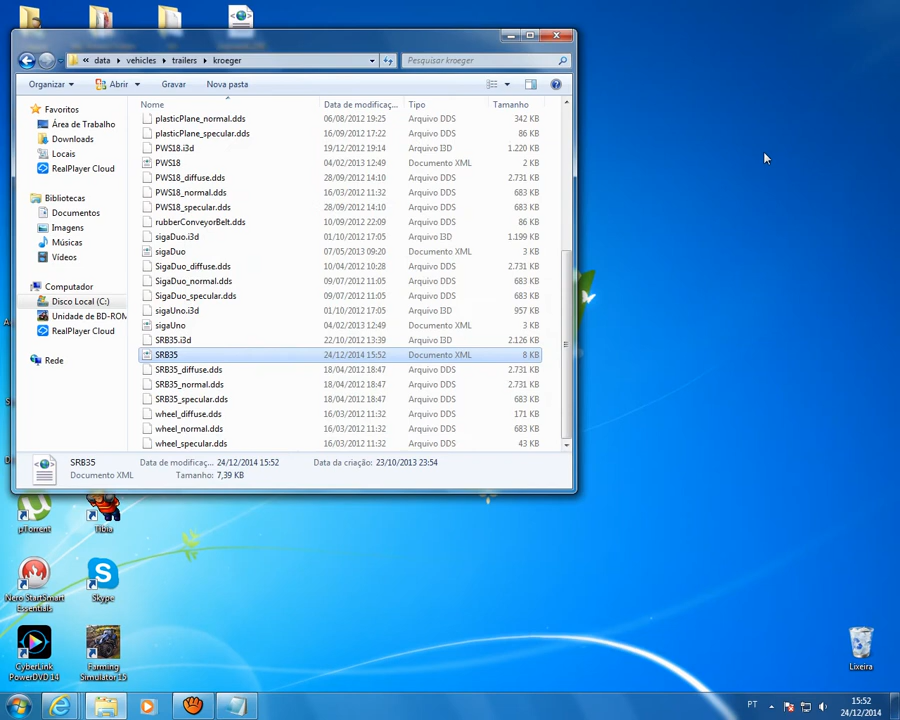 « data ▸ vehicles ▸ trailers ▸ kroeger
Pesquisar kroeger
Organizar Abrir Gravar Nova pasta
Favoritos
Área de Trabalho
Downloads
Locais
RealPlayer Cloud
Bibliotecas
Documentos
Imagens
Músicas
Vídeos
Computador
Disco Local (C:)
Unidade de BD-ROM
RealPlayer Cloud
Rede
Nome Data de modificaç... Tipo Tamanho
plasticPlane_normal.dds 06/08/2012 19:25 Arquivo DDS 342 KB
plasticPlane_specular.dds 16/09/2012 17:22 Arquivo DDS 86 KB
PWS18.i3d 19/12/2012 19:14 Arquivo I3D 1.220 KB
PWS18 04/02/2013 12:49 Documento XML 2 KB
PWS18_diffuse.dds 28/09/2012 14:10 Arquivo DDS 2.731 KB
PWS18_normal.dds 16/03/2012 11:32 Arquivo DDS 683 KB
PWS18_specular.dds 28/09/2012 14:10 Arquivo DDS 683 KB
rubberConveyorBelt.dds 10/09/2012 22:09 Arquivo DDS 86 KB
sigaDuo.i3d 01/10/2012 17:05 Arquivo I3D 1.199 KB
sigaDuo 07/05/2013 09:20 Documento XML 3 KB
SigaDuo_diffuse.dds 10/04/2012 10:28 Arquivo DDS 2.731 KB
SigaDuo_normal.dds 09/07/2012 11:05 Arquivo DDS 683 KB
SigaDuo_specular.dds 09/07/2012 11:05 Arquivo DDS 683 KB
sigaUno.i3d 01/10/2012 17:05 Arquivo I3D 957 KB
sigaUno 04/02/2013 12:49 Documento XML 3 KB
SRB35.i3d 22/10/2012 13:39 Arquivo I3D 2.126 KB
SRB35 24/12/2014 15:52 Documento XML 8 KB
SRB35_diffuse.dds 18/04/2012 18:47 Arquivo DDS 2.731 KB
SRB35_normal.dds 18/04/2012 18:47 Arquivo DDS 2.731 KB
SRB35_specular.dds 18/04/2012 18:47 Arquivo DDS 683 KB
wheel_diffuse.dds 16/03/2012 11:32 Arquivo DDS 171 KB
wheel_normal.dds 16/03/2012 11:32 Arquivo DDS 683 KB
wheel_specular.dds 16/03/2012 11:32 Arquivo DDS 43 KB
SRB35 Data de modificaç... 24/12/2014 15:52 Data da criação: 23/10/2013 23:54
Documento XML Tamanho: 7,39 KB
µTorrent
Tibia
Nero StartSmart Essentials
Skype
CyberLink PowerDVD 14
Farming Simulator 15
Lixeira
PT
15:52
24/12/2014